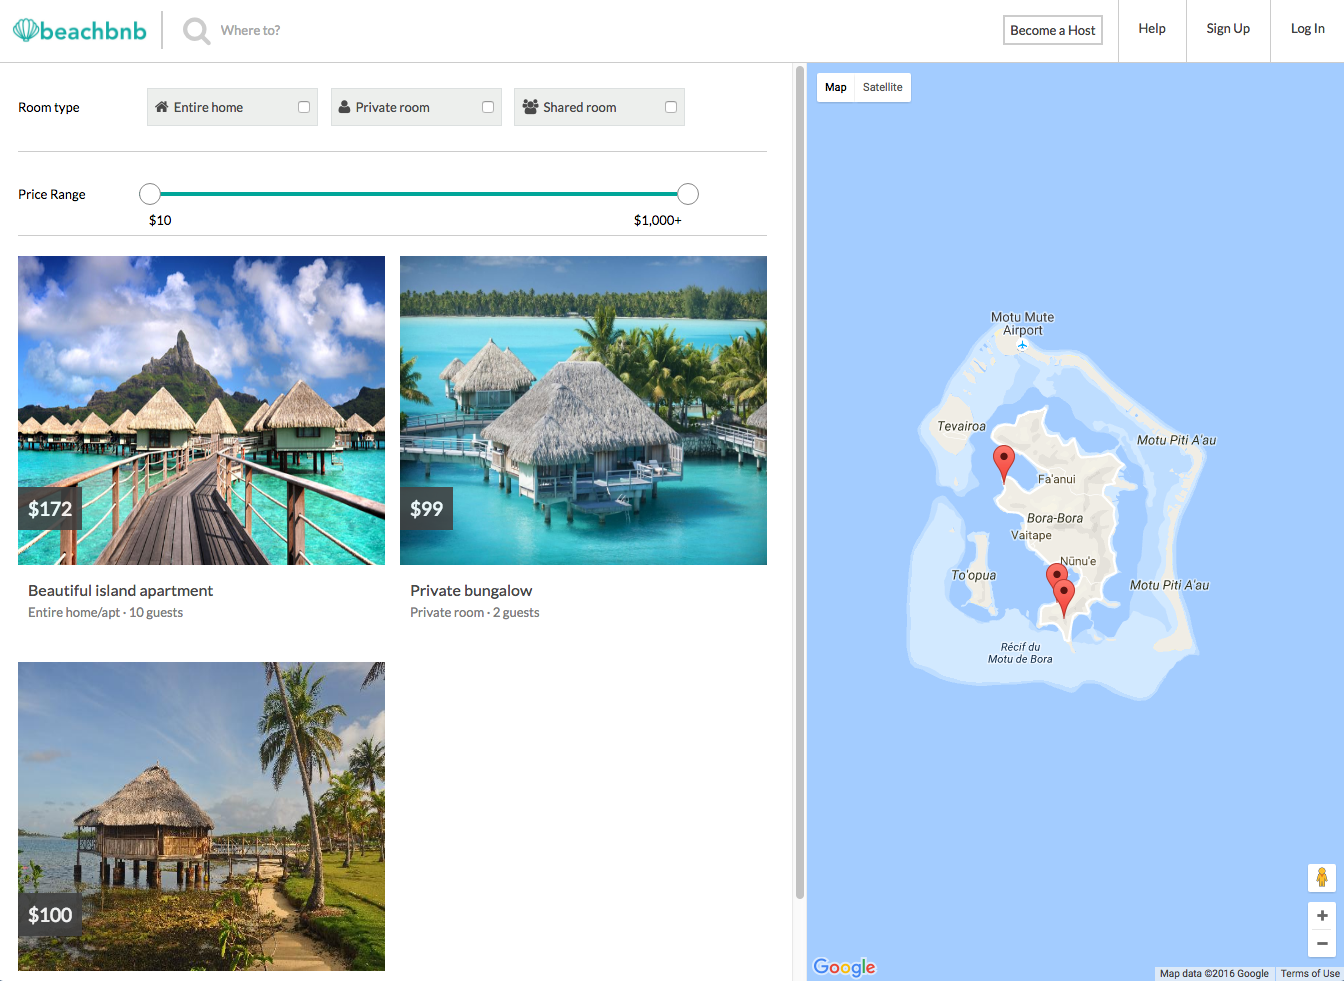 beachbnb
Where to?
Become a Host
Help
Sign Up
Log In
Room type
Entire home
Private room
Shared room
Price Range
$10
$1,000+
$172
$99
Beautiful island apartment
Entire home/apt · 10 guests
Private bungalow
Private room · 2 guests
$100
Map
Satellite
Motu Mute
Airport
Tevairoa
Motu Piti A'au
Fa'anui
Bora-Bora
Vaitape
Nünu'e
To'opua
Motu Piti A'au
Récif du
Motu de Bora
+
−
Google
Map data ©2016 Google
Terms of Use